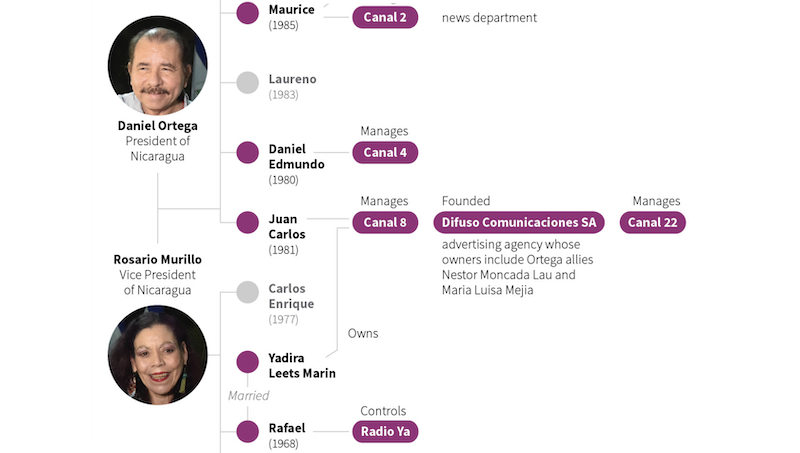 Maurice
(1985)
Canal 2
news department
Laureno
(1983)
Daniel Ortega
President of
Nicaragua
Manages
Daniel
Edmundo
(1980)
Canal 4
Manages
Founded
Manages
Juan
Carlos
(1981)
Canal 8
Difuso Comunicaciones SA
Canal 22
advertising agency whose
owners include Ortega allies
Nestor Moncada Lau and
Maria Luisa Mejia
Rosario Murillo
Vice President
of Nicaragua
Carlos
Enrique
(1977)
Owns
Yadira
Leets Marin
Married
Controls
Rafael
(1968)
Radio Ya